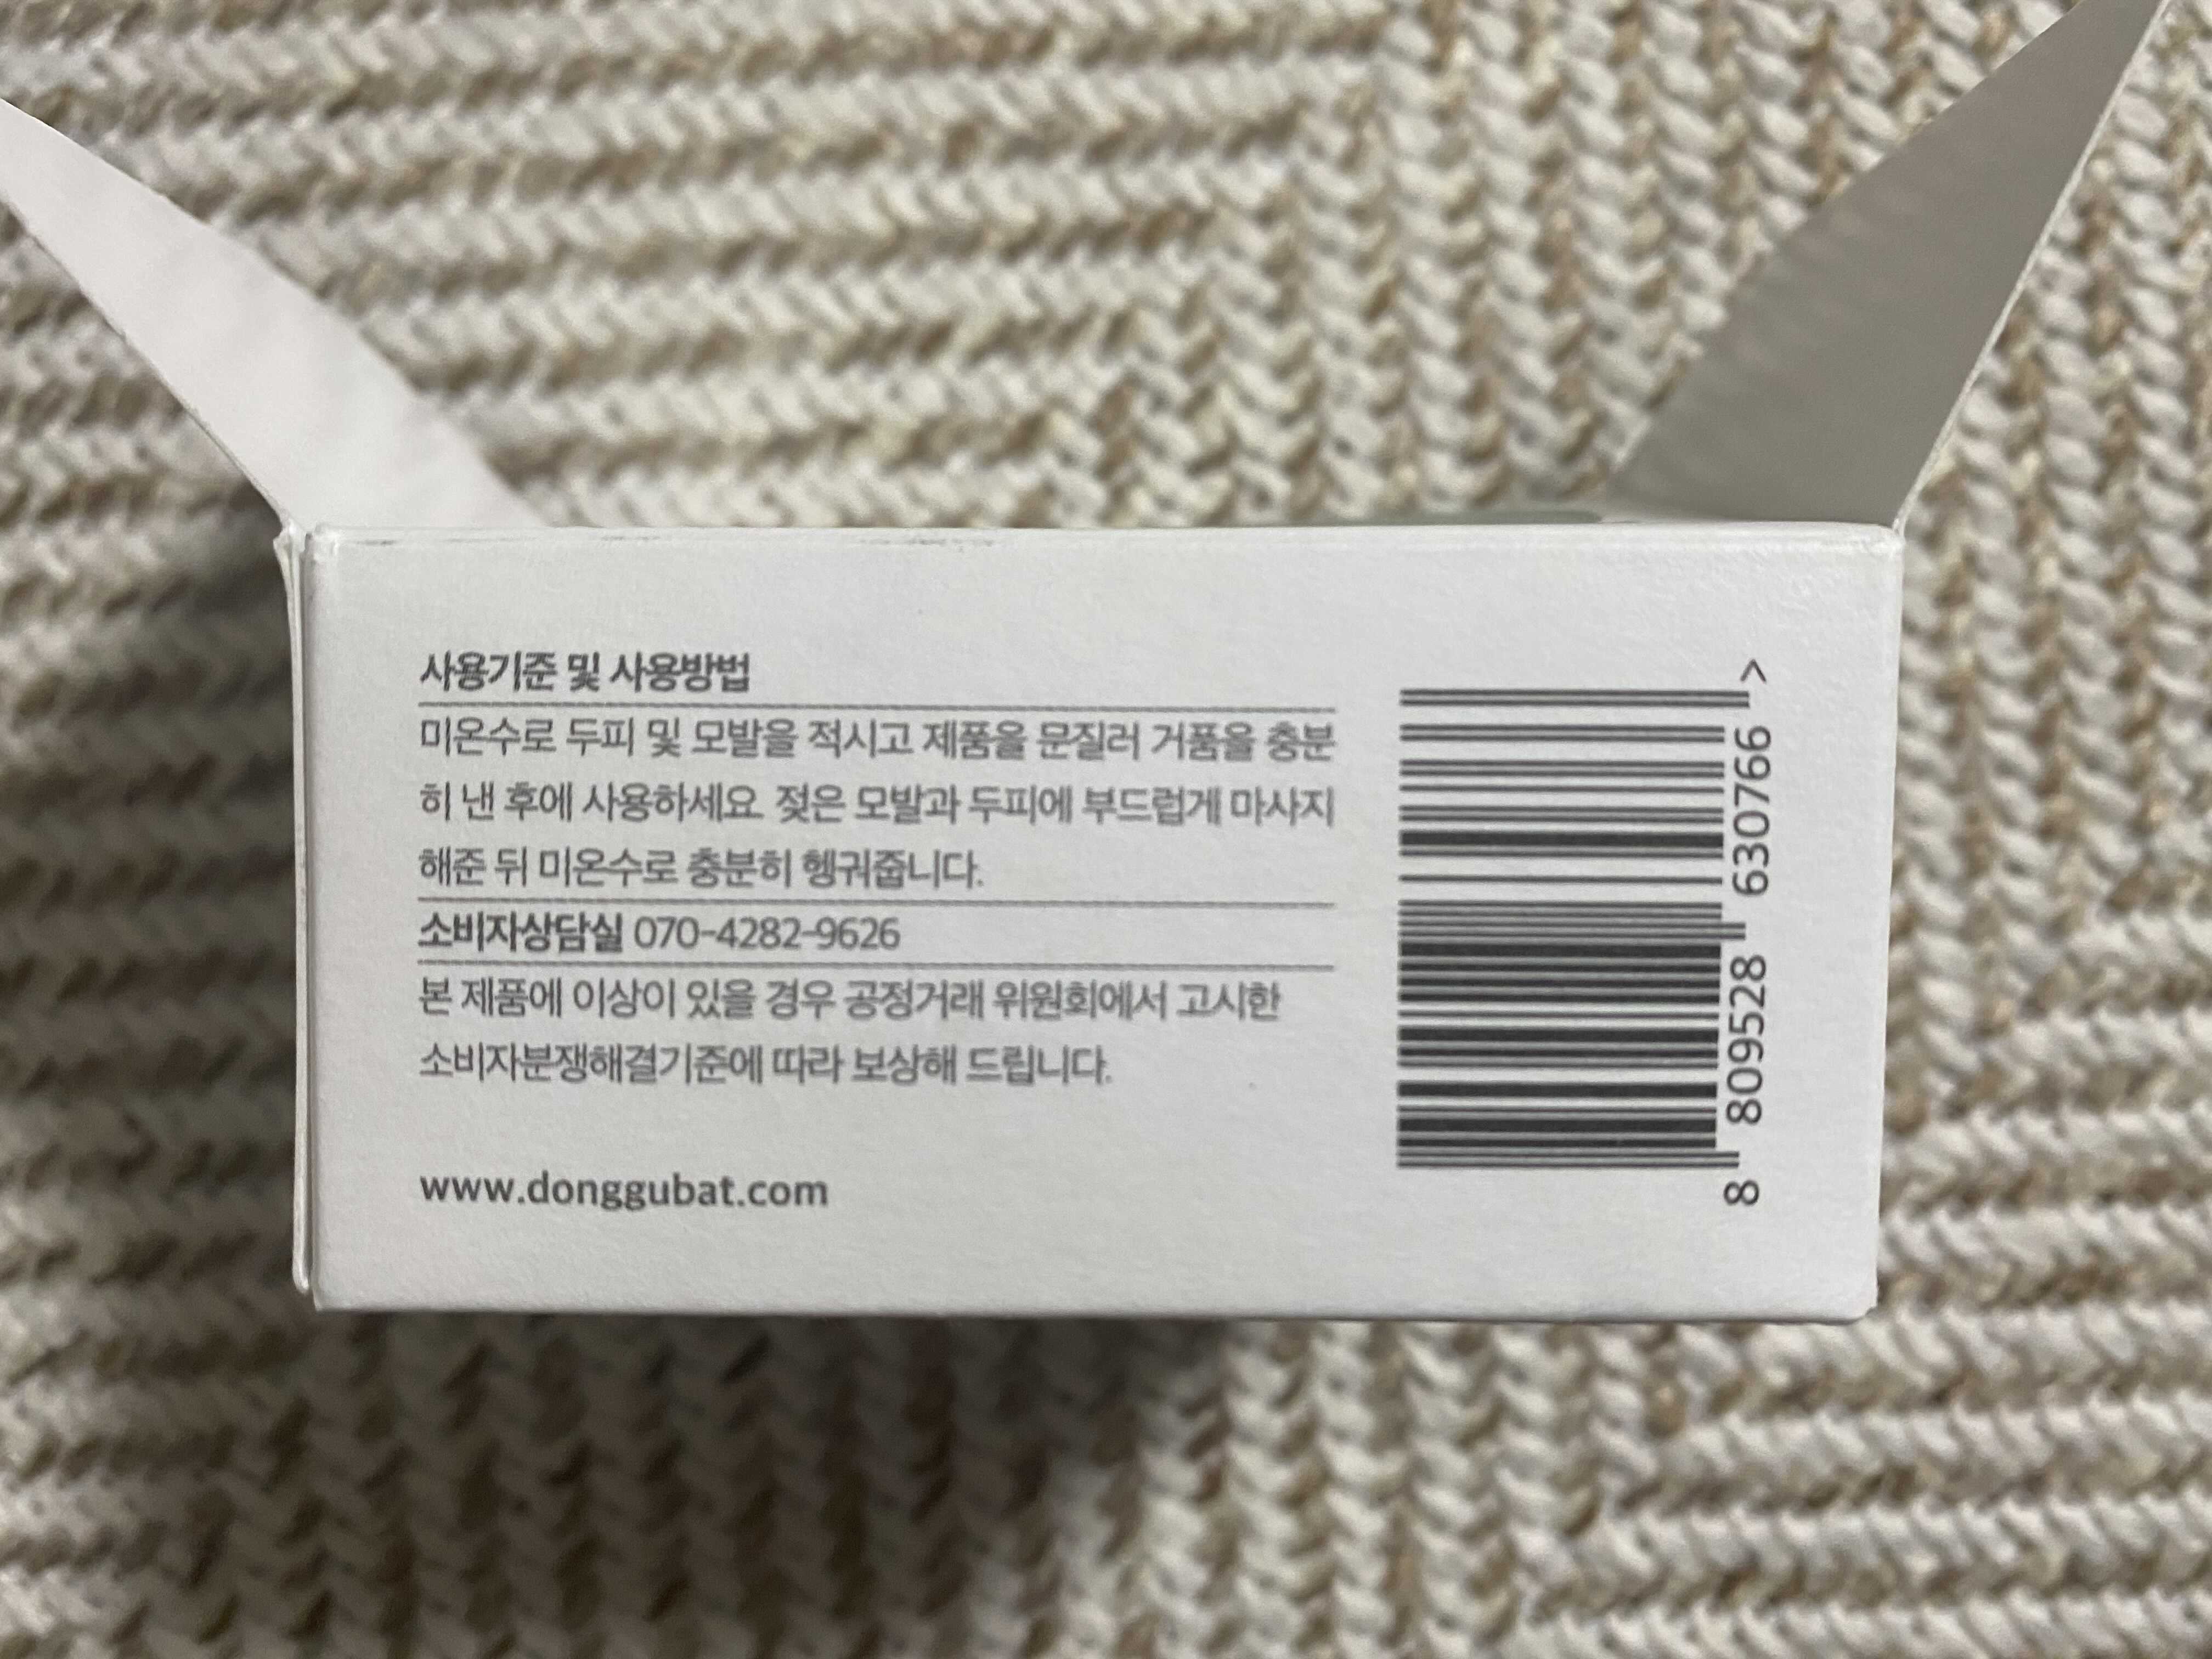 사용기준 및 사용방법
미온수로 두피 및 모발을 적시고 제품을 문질러 거품을 충분
히 낸 후에 사용하세요. 젖은 모발과 두피에 부드럽게 마사지
해준 뒤 미온수로 충분히 헹궈줍니다.
소비자상담실 070-4282-9626
본 제품에 이상이 있을 경우 공정거래 위원회에서 고시한
소비자분쟁해결기준에 따라 보상해 드립니다.
www.donggubat.com
8 809528 630766 >